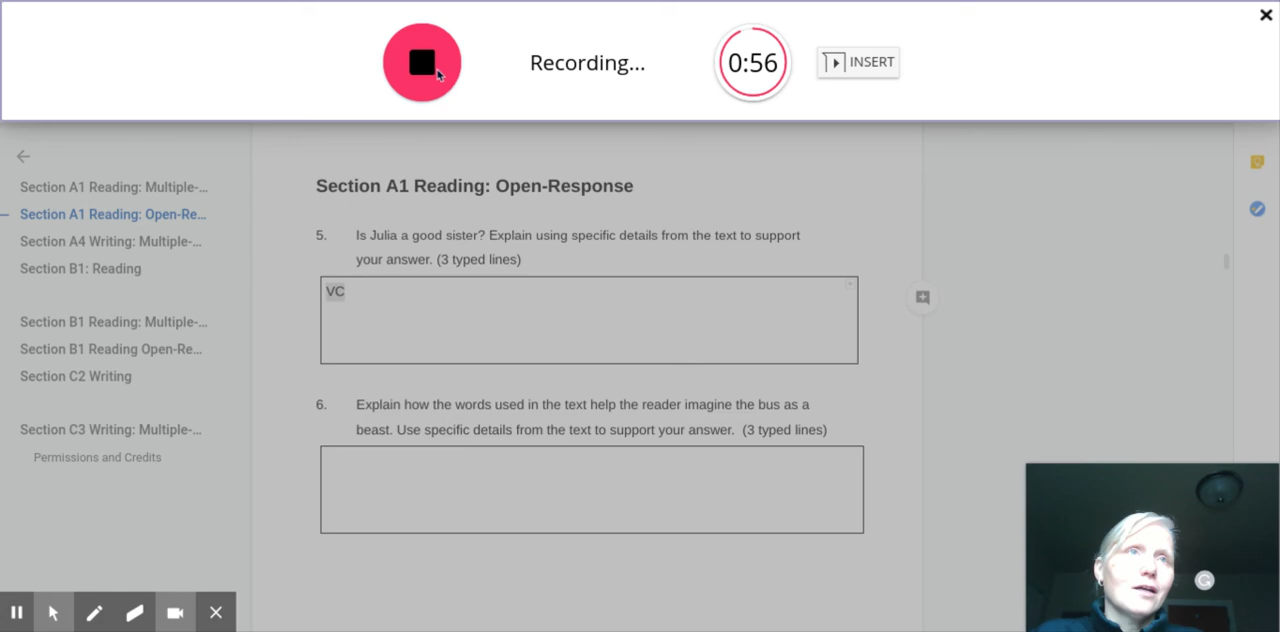 Recording...
0:56
INSERT
Section A1 Reading: Multiple-...
Section A1 Reading: Open-Re...
Section A4 Writing: Multiple-...
Section B1: Reading
Section B1 Reading: Multiple-...
Section B1 Reading Open-Re...
Section C2 Writing
Section C3 Writing: Multiple-...
Permissions and Credits
Section A1 Reading: Open-Response
5. Is Julia a good sister? Explain using specific details from the text to support
your answer. (3 typed lines)
VC
6. Explain how the words used in the text help the reader imagine the bus as a
beast. Use specific details from the text to support your answer. (3 typed lines)